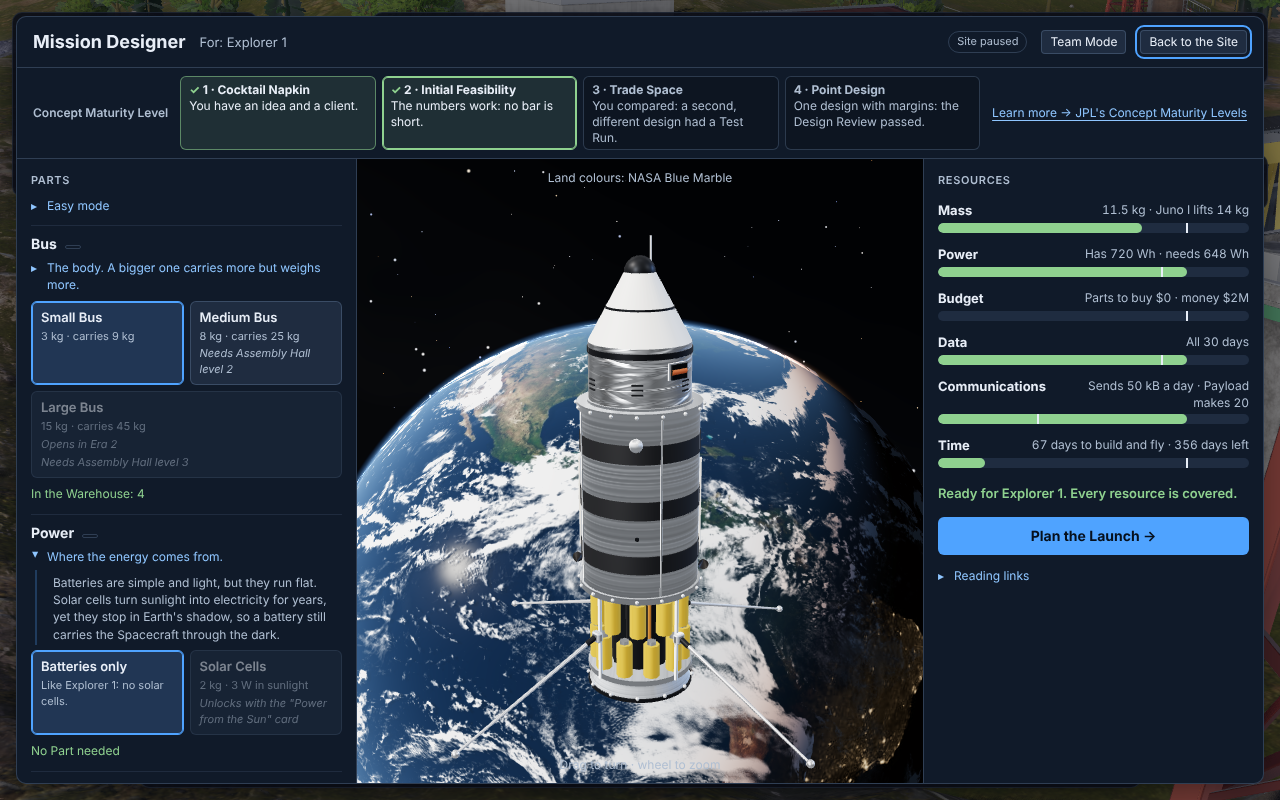 Mission Designer
For: Explorer 1
Site paused
Team Mode
Back to the Site
Concept Maturity Level
✓ 1 · Cocktail Napkin
You have an idea and a client.
✓ 2 · Initial Feasibility
The numbers work: no bar is
short.
3 · Trade Space
You compared: a second,
different design had a Test
Run.
4 · Point Design
One design with margins: the
Design Review passed.
Learn more → JPL's Concept Maturity Levels
PARTS
▸ Easy mode
Bus
▸ The body. A bigger one carries more but weighs
more.
Small Bus
3 kg · carries 9 kg
Medium Bus
8 kg · carries 25 kg
Needs Assembly Hall
level 2
Large Bus
15 kg · carries 45 kg
Opens in Era 2
Needs Assembly Hall level 3
In the Warehouse: 4
Power
▾ Where the energy comes from.
Batteries are simple and light, but they run flat.
Solar cells turn sunlight into electricity for years,
yet they stop in Earth's shadow, so a battery still
carries the Spacecraft through the dark.
Batteries only
Like Explorer 1: no solar
cells.
Solar Cells
2 kg · 3 W in sunlight
Unlocks with the "Power
from the Sun" card
No Part needed
Land colours: NASA Blue Marble
wheel to zoom
RESOURCES
Mass
11.5 kg · Juno I lifts 14 kg
Power
Has 720 Wh · needs 648 Wh
Budget
Parts to buy $0 · money $2M
Data
All 30 days
Communications
Sends 50 kB a day · Payload
makes 20
Time
67 days to build and fly · 356 days left
Ready for Explorer 1. Every resource is covered.
Plan the Launch →
▸ Reading links